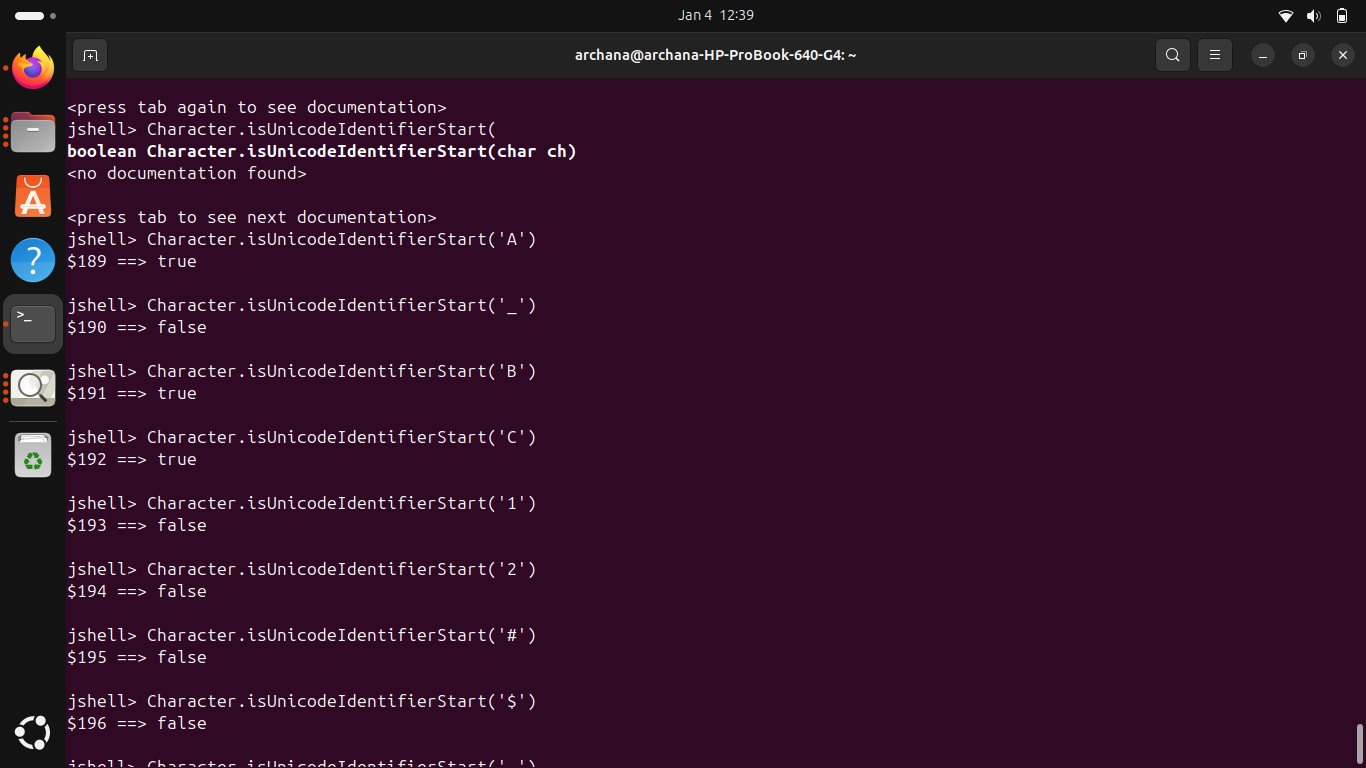 Jan 4 12:39
archana@archana-HP-ProBook-640-G4: ~
<press tab again to see documentation>
jshell> Character.isUnicodeIdentifierStart(
boolean Character.isUnicodeIdentifierStart(char ch)
<no documentation found>
<press tab to see next documentation>
jshell> Character.isUnicodeIdentifierStart('A')
$189 ==> true
jshell> Character.isUnicodeIdentifierStart('_')
$190 ==> false
jshell> Character.isUnicodeIdentifierStart('B')
$191 ==> true
jshell> Character.isUnicodeIdentifierStart('C')
$192 ==> true
jshell> Character.isUnicodeIdentifierStart('1')
$193 ==> false
jshell> Character.isUnicodeIdentifierStart('2')
$194 ==> false
jshell> Character.isUnicodeIdentifierStart('#')
$195 ==> false
jshell> Character.isUnicodeIdentifierStart('$')
$196 ==> false
jshell>